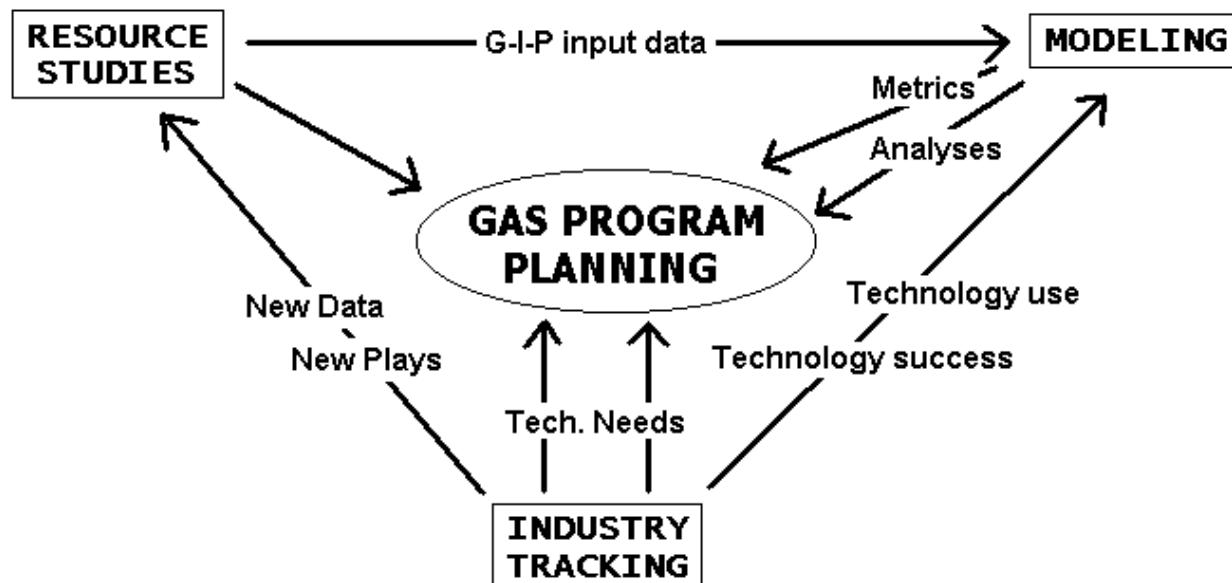 RESOURCE
STUDIES
G-I-P input data
MODELING
Metrics
Analyses
GAS PROGRAM
PLANNING
New Data
New Plays
Technology use
Technology success
Tech. Needs
INDUSTRY
TRACKING